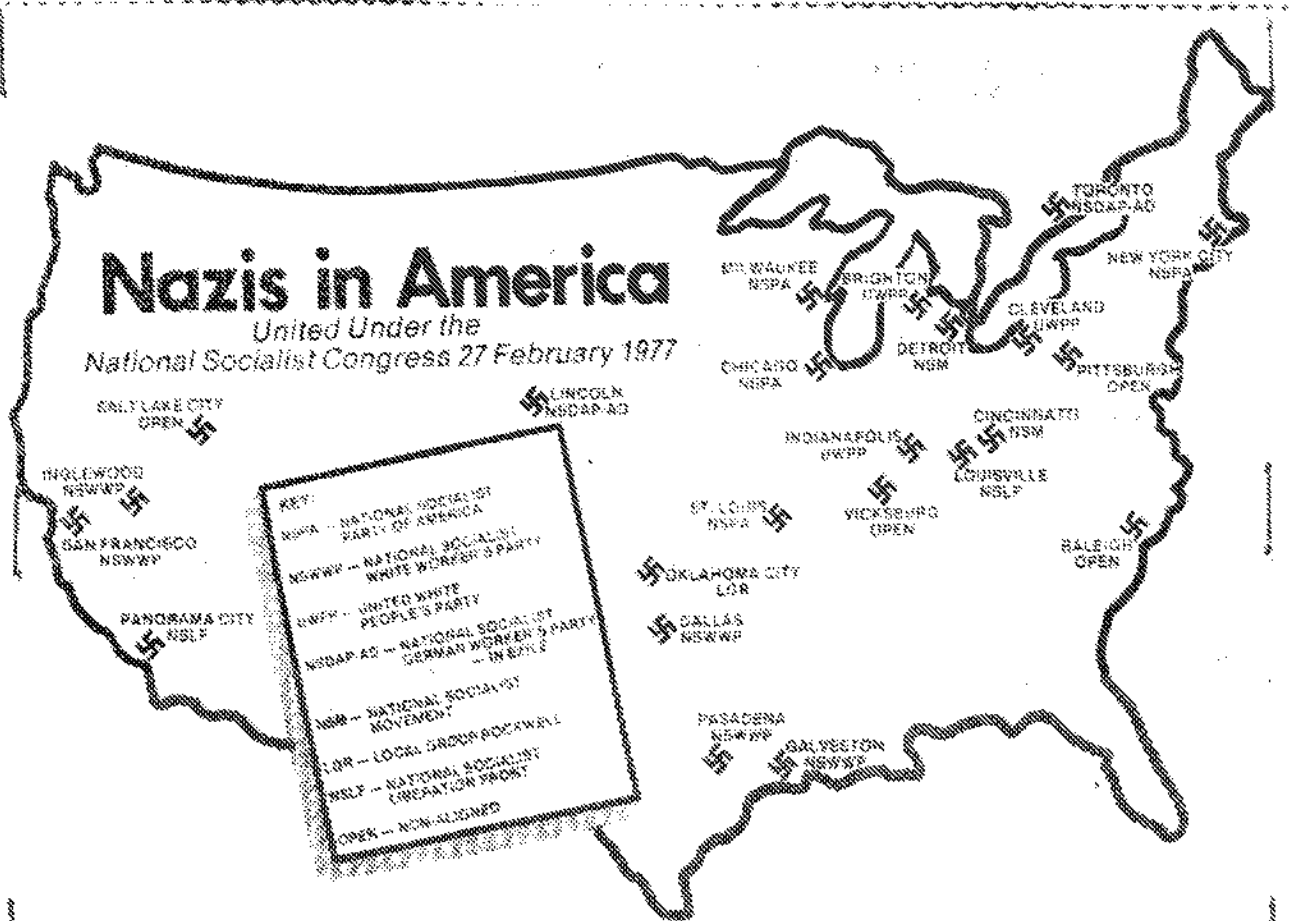 Nazis in America
United Under the
National Socialist Congress 27 February 1977
TORONTO
NSDAP-AO
NEW YORK CITY
NSPA
MILWAUKEE
NSPA
BRIGHTON
UWPP
CLEVELAND
UWPP
DETROIT
NSM
CHICAGO
NSPA
PITTSBURGH
OPEN
SALT LAKE CITY
OPEN
LINCOLN
NSDAP-AO
CINCINNATTI
NSM
INDIANAPOLIS
UWPP
LOUISVILLE
NSLF
INGLEWOOD
NSWWP
ST. LOUIS
NSPA
VICKSBURG
OPEN
SAN FRANCISCO
NSWWP
RALEIGH
OPEN
OKLAHOMA CITY
LGR
PANORAMA CITY
NSLF
DALLAS
NSWWP
PASADENA
NSWWP
GALVESTON
NSWWP
KEY:
NSPA -- NATIONAL SOCIALIST
PARTY OF AMERICA
NSWWP -- NATIONAL SOCIALIST
WHITE WORKER'S PARTY
UWPP -- UNITED WHITE
PEOPLE'S PARTY
NSDAP-AO -- NATIONAL SOCIALIST
GERMAN WORKER'S PARTY
-- IN EXILE
NSM -- NATIONAL SOCIALIST
MOVEMENT
LGR -- LOCAL GROUP ROCKWELL
NSLF -- NATIONAL SOCIALIST
LIBERATION FRONT
OPEN -- NON-ALIGNED